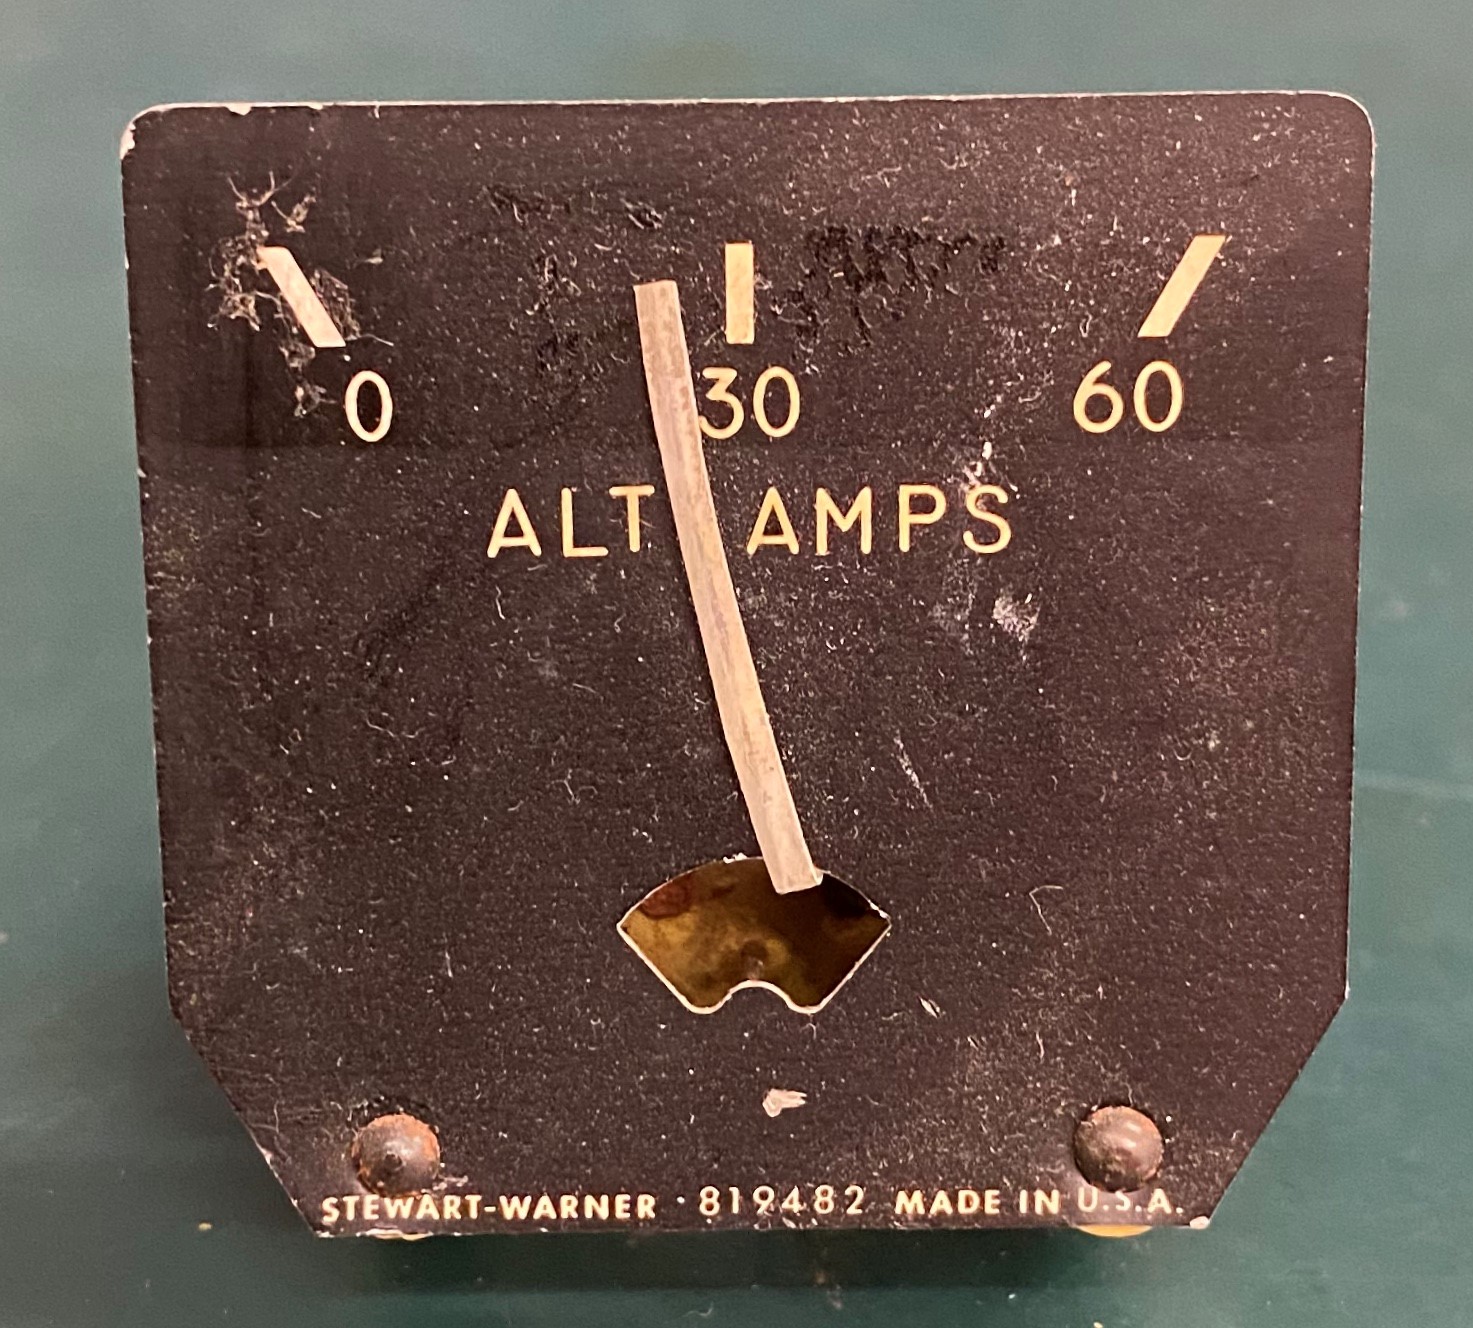 0 30 60
ALT AMPS
STEWART-WARNER · 819482 MADE IN U.S.A.